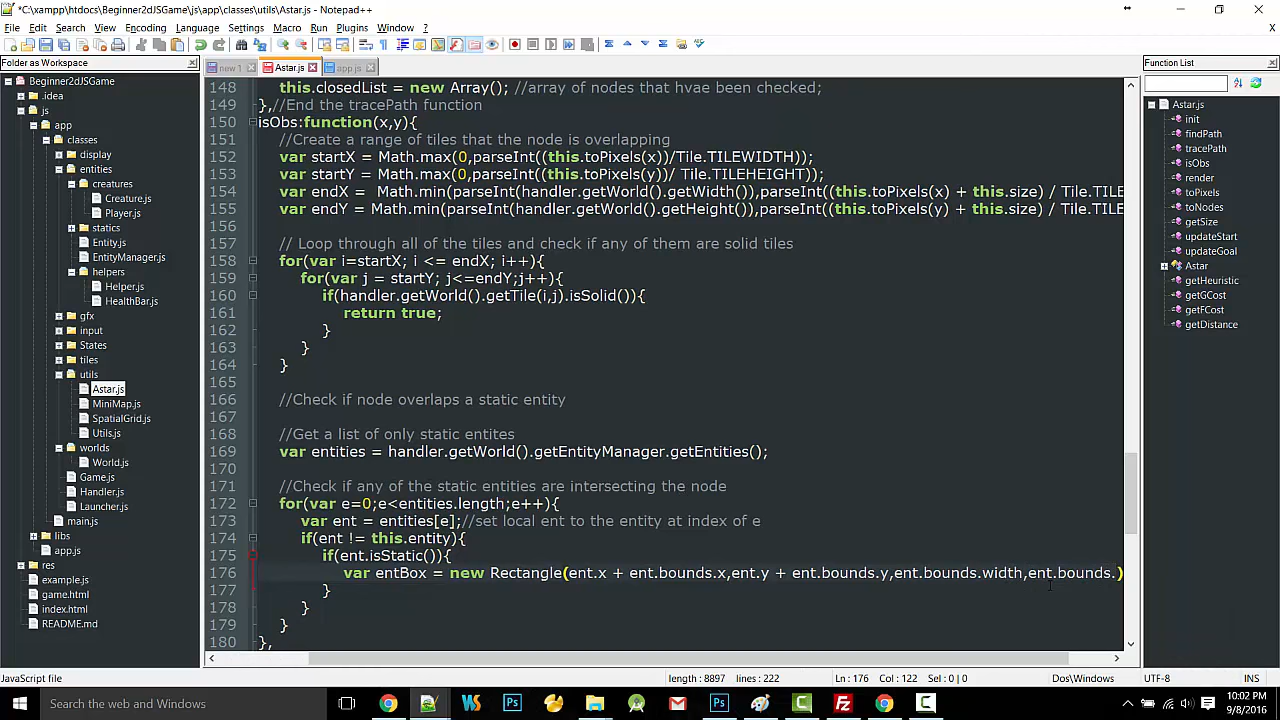 *C:\xampp\htdocs\Beginner2dJSGame\js\app\classes\utils\Astar.js - Notepad++
File Edit Search View Encoding Language Settings Macro Run Plugins Window ?
X
Folder as Workspace
new 1 Astar.js app.js
Function List
Beginner2dJSGame
.idea
js
app
classes
display
entities
creatures
Creature.js
Player.js
statics
Entity.js
EntityManager.js
helpers
Helper.js
HealthBar.js
gfx
input
States
tiles
utils
Astar.js
MiniMap.js
SpatialGrid.js
Utils.js
worlds
World.js
Game.js
Handler.js
Launcher.js
main.js
libs
app.js
res
example.js
game.html
index.html
README.md
148 this.closedList = new Array(); //array of nodes that hvae been checked;
149 },//End the tracePath function
150 isObs:function(x,y){
151 //Create a range of tiles that the node is overlapping
152 var startX = Math.max(0,parseInt((this.toPixels(x))/Tile.TILEWIDTH));
153 var startY = Math.max(0,parseInt((this.toPixels(y))/ Tile.TILEHEIGHT));
154 var endX =  Math.min(parseInt(handler.getWorld().getWidth()),parseInt((this.toPixels(x) + this.size) / Tile.TILE
155 var endY = Math.min(parseInt(handler.getWorld().getHeight()),parseInt((this.toPixels(y) + this.size) / Tile.TILE
156
157 // Loop through all of the tiles and check if any of them are solid tiles
158 for(var i=startX; i <= endX; i++){
159 for(var j = startY; j<=endY;j++){
160 if(handler.getWorld().getTile(i,j).isSolid()){
161 return true;
162 }
163 }
164 }
165
166 //Check if node overlaps a static entity
167
168 //Get a list of only static entites
169 var entities = handler.getWorld().getEntityManager.getEntities();
170
171 //Check if any of the static entities are intersecting the node
172 for(var e=0;e<entities.length;e++){
173 var ent = entities[e];//set local ent to the entity at index of e
174 if(ent != this.entity){
175 if(ent.isStatic()){
176 var entBox = new Rectangle(ent.x + ent.bounds.x,ent.y + ent.bounds.y,ent.bounds.width,ent.bounds.)
177 }
178 }
179 }
180 },
Astar.js
init
findPath
tracePath
isObs
render
toPixels
toNodes
getSize
updateStart
updateGoal
Astar
getHeuristic
getGCost
getFCost
getDistance
JavaScript file length : 8897 lines : 222 Ln : 176 Col : 122 Sel : 0 | 0 Dos\Windows UTF-8 INS
Search the web and Windows
10:02 PM
9/8/2016